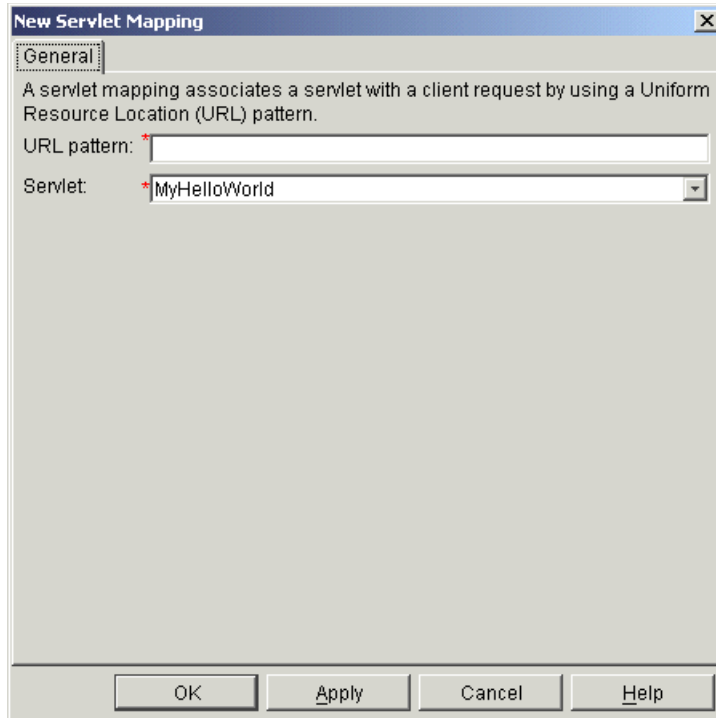 New Servlet Mapping
General
A servlet mapping associates a servlet with a client request by using a Uniform
Resource Location (URL) pattern.
URL pattern: *
Servlet: * MyHelloWorld
OK Apply Cancel Help